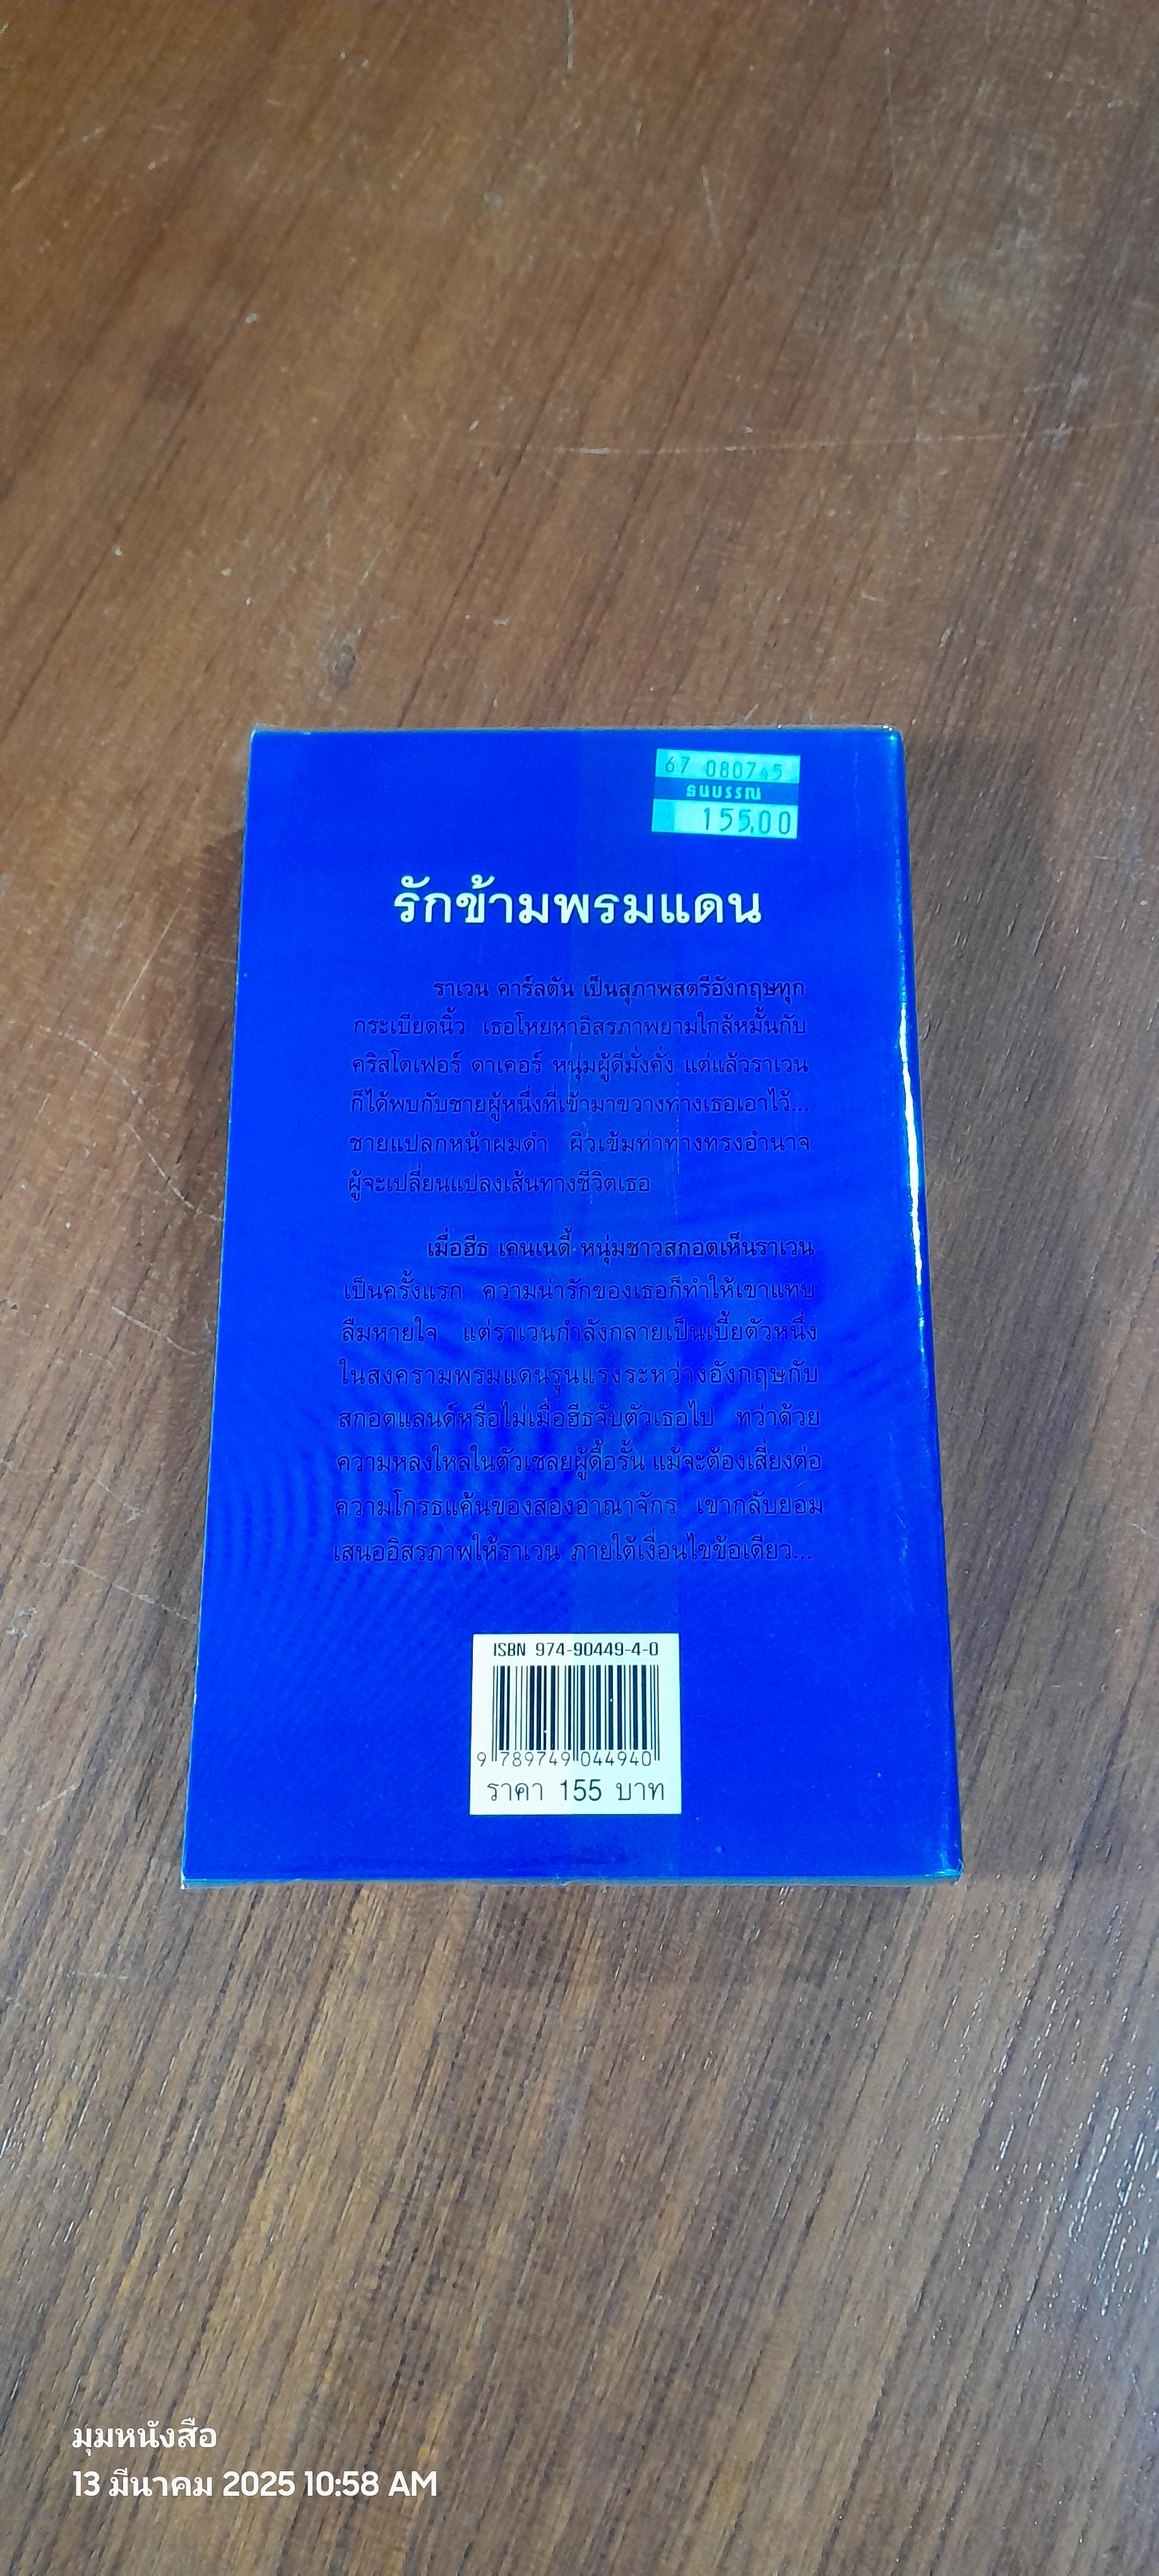 67 080745
ธนบรรณ
155.00
รักข้ามพรมแดน
ราเวน คาร์ลตัน เป็นสุภาพสตรีอังกฤษทุก
กระเบียดนิ้ว เธอโหยหาอิสรภาพยามใกล้หมั้นกับ
คริสโตเฟอร์ ดาเคอร์ หนุ่มผู้ดีมั่งคั่ง แต่แล้วราเวน
ก็ได้พบกับชายผู้หนึ่งที่เข้ามาขวางทางเธอเอาไว้...
ชายแปลกหน้าผมดำ ผิวเข้มท่าทางทรงอำนาจ
ผู้จะเปลี่ยนแปลงเส้นทางชีวิตเธอ
เมื่อฮีธ เคนเนดี้ หนุ่มชาวสกอตเห็นราเวน
เป็นครั้งแรก ความน่ารักของเธอก็ทำให้เขาแทบ
ลืมหายใจ แต่ราเวนกำลังกลายเป็นเบี้ยตัวหนึ่ง
ในสงครามพรมแดนรุนแรงระหว่างอังกฤษกับ
สกอตแลนด์หรือไม่เมื่อฮีธจับตัวเธอไป ทว่าด้วย
ความหลงใหลในตัวเชลยผู้ดื้อรั้น แม้จะต้องเสี่ยงต่อ
ความโกรธแค้นของสองอาณาจักร เขากลับยอม
เสนออิสรภาพให้ราเวน ภายใต้เงื่อนไขข้อเดียว...
ISBN 974-90449-4-0
9 789749 044940
ราคา 155 บาท
มุมหนังสือ
13 มีนาคม 2025 10:58 AM